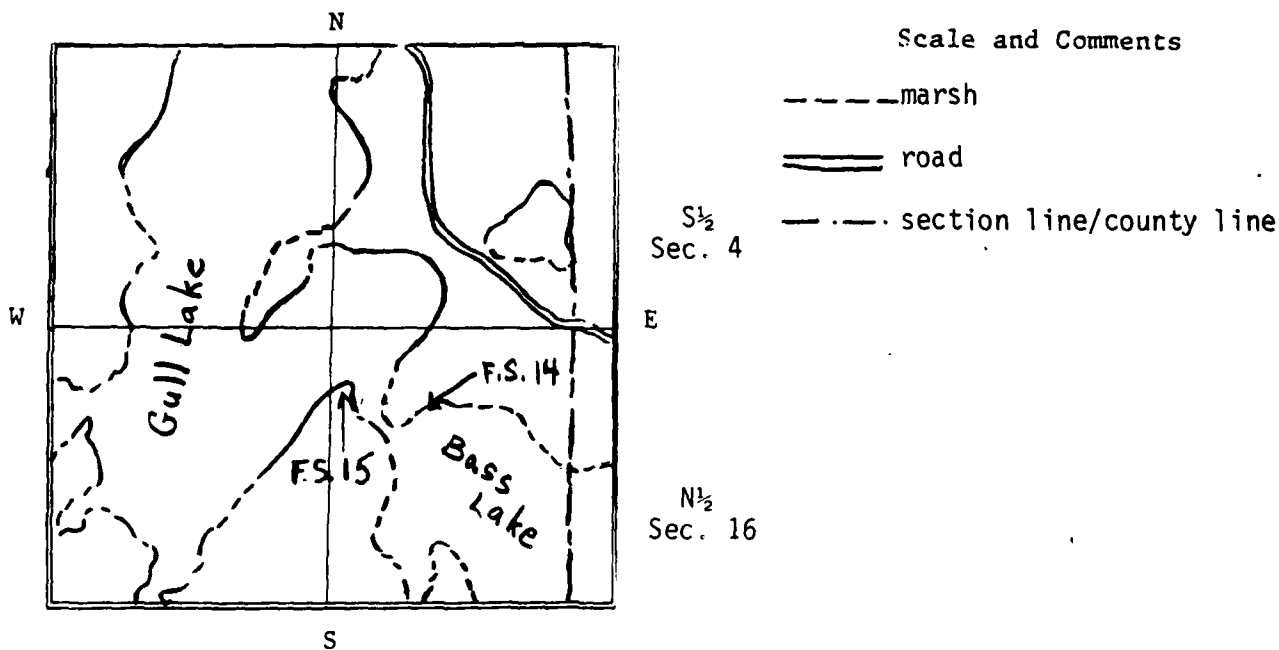 N
Scale and Comments
marsh
road
S½
Sec. 4
section line/county line
Gull Lake
W
E
F.S. 14
F.S. 15
Bass
Lake
N½
Sec. 16
S